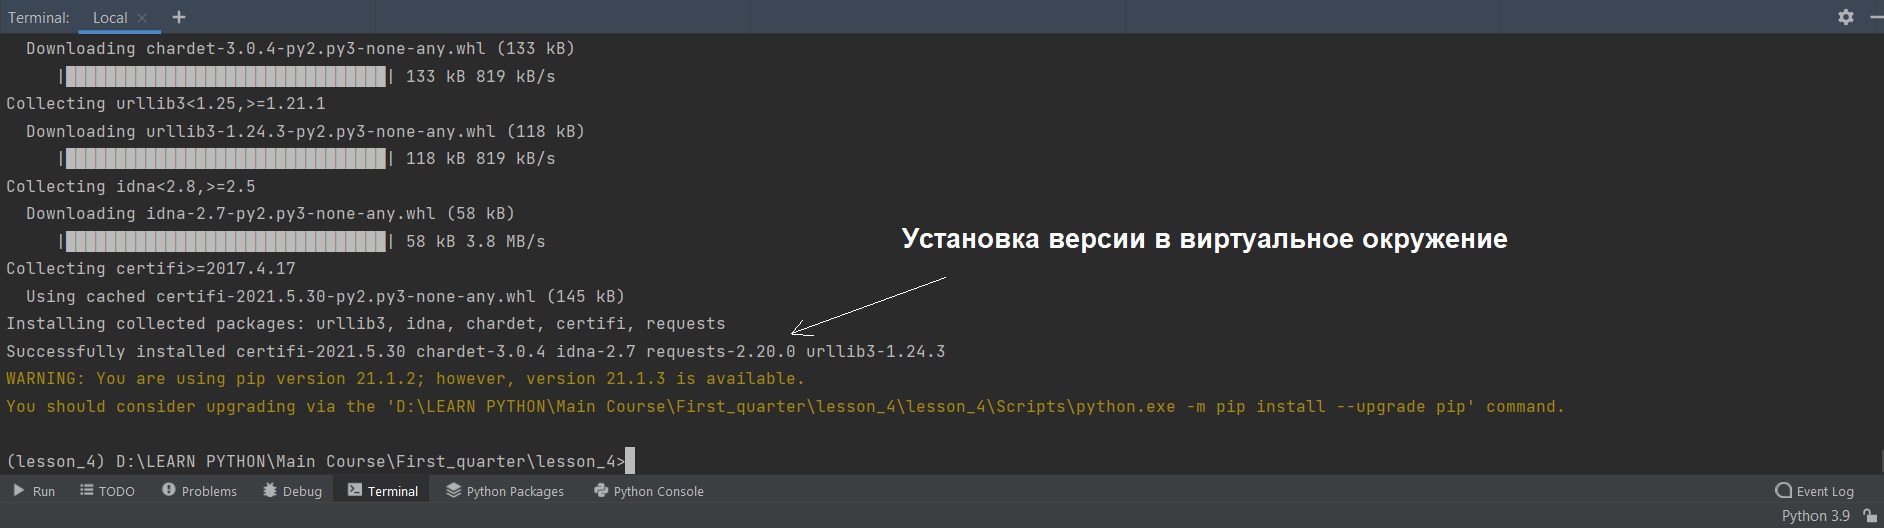 Terminal: Local × +
Downloading chardet-3.0.4-py2.py3-none-any.whl (133 kB)
|████████████████████████████████| 133 kB 819 kB/s
Collecting urllib3<1.25,>=1.21.1
Downloading urllib3-1.24.3-py2.py3-none-any.whl (118 kB)
|████████████████████████████████| 118 kB 819 kB/s
Collecting idna<2.8,>=2.5
Downloading idna-2.7-py2.py3-none-any.whl (58 kB)
|████████████████████████████████| 58 kB 3.8 MB/s
Установка версии в виртуальное окружение
Collecting certifi>=2017.4.17
Using cached certifi-2021.5.30-py2.py3-none-any.whl (145 kB)
Installing collected packages: urllib3, idna, chardet, certifi, requests
Successfully installed certifi-2021.5.30 chardet-3.0.4 idna-2.7 requests-2.20.0 urllib3-1.24.3
WARNING: You are using pip version 21.1.2; however, version 21.1.3 is available.
You should consider upgrading via the 'D:\LEARN PYTHON\Main Course\First_quarter\lesson_4\lesson_4\Scripts\python.exe -m pip install --upgrade pip' command.
(lesson_4) D:\LEARN PYTHON\Main Course\First_quarter\lesson_4>
Run TODO Problems Debug Terminal Python Packages Python Console Event Log
Python 3.9